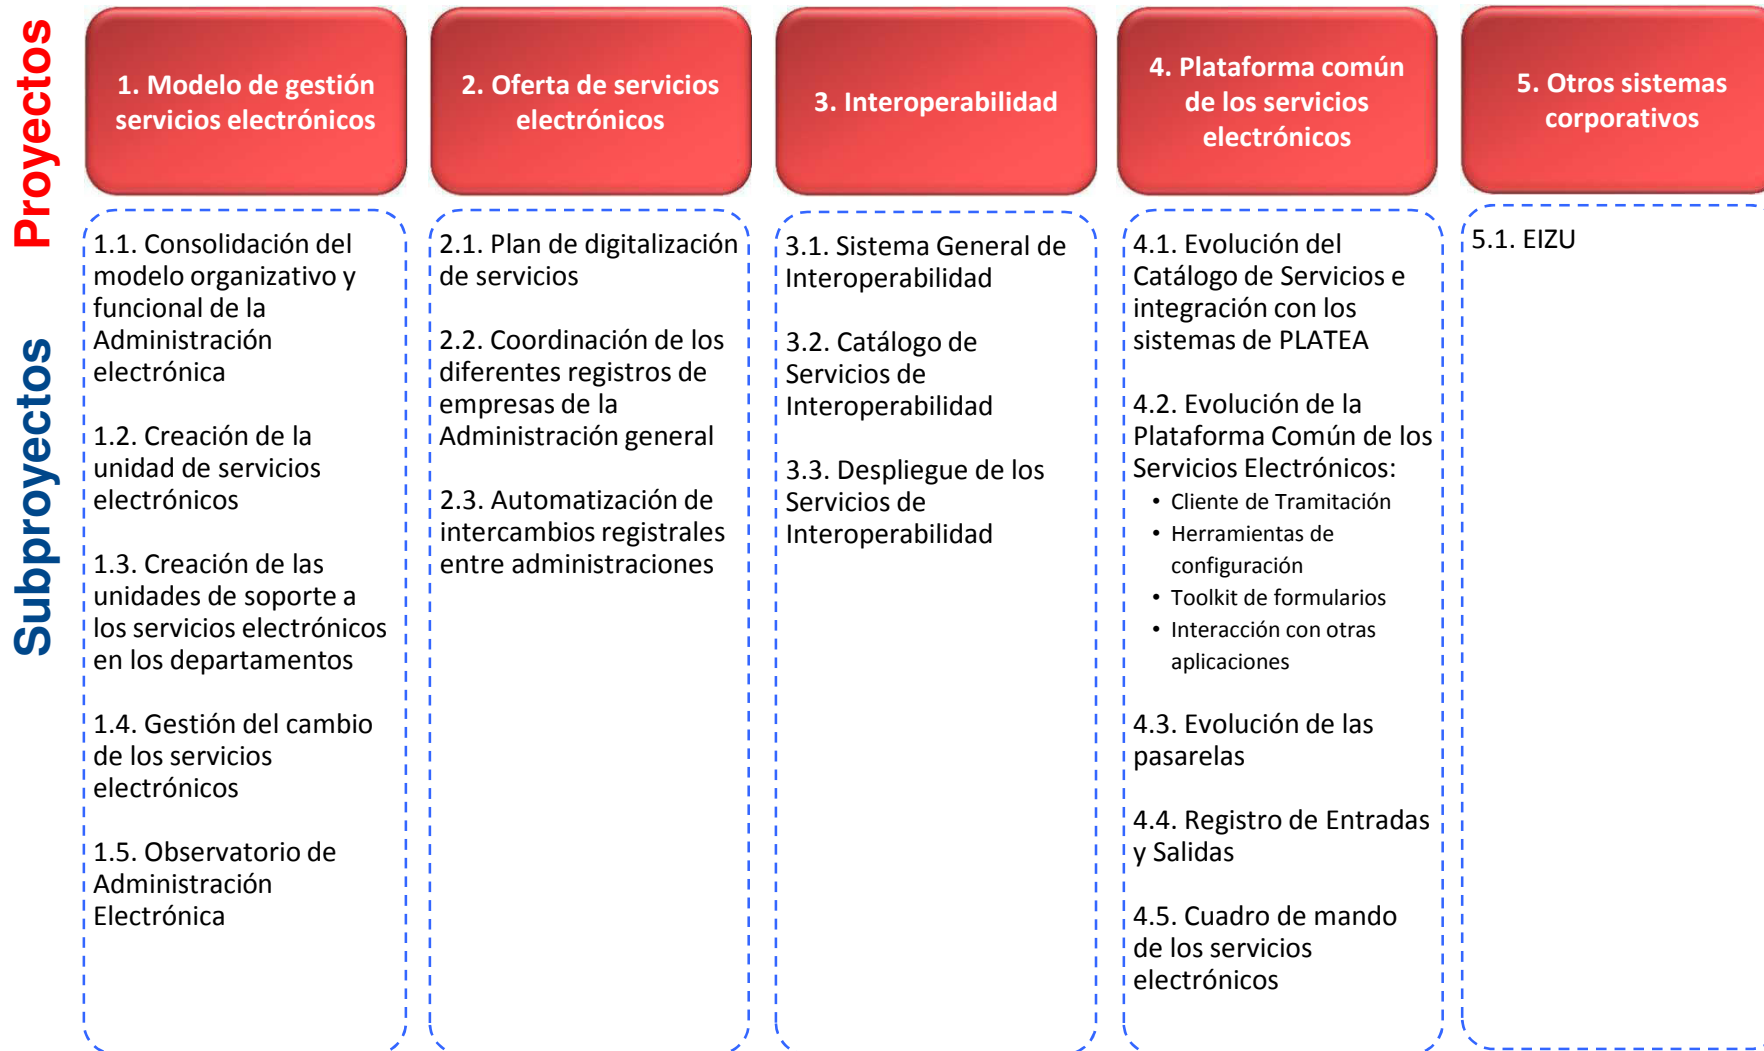 Proyectos
Subproyectos
1. Modelo de gestión
servicios electrónicos
2. Oferta de servicios
electrónicos
3. Interoperabilidad
4. Plataforma común
de los servicios
electrónicos
5. Otros sistemas
corporativos
1.1. Consolidación del
modelo organizativo y
funcional de la
Administración
electrónica
1.2. Creación de la
unidad de servicios
electrónicos
1.3. Creación de las
unidades de soporte a
los servicios electrónicos
en los departamentos
1.4. Gestión del cambio
de los servicios
electrónicos
1.5. Observatorio de
Administración
Electrónica
2.1. Plan de digitalización
de servicios
2.2. Coordinación de los
diferentes registros de
empresas de la
Administración general
2.3. Automatización de
intercambios registrales
entre administraciones
3.1. Sistema General de
Interoperabilidad
3.2. Catálogo de
Servicios de
Interoperabilidad
3.3. Despliegue de los
Servicios de
Interoperabilidad
4.1. Evolución del
Catálogo de Servicios e
integración con los
sistemas de PLATEA
4.2. Evolución de la
Plataforma Común de los
Servicios Electrónicos:
• Cliente de Tramitación
• Herramientas de
configuración
• Toolkit de formularios
• Interacción con otras
aplicaciones
4.3. Evolución de las
pasarelas
4.4. Registro de Entradas
y Salidas
4.5. Cuadro de mando
de los servicios
electrónicos
5.1. EIZU